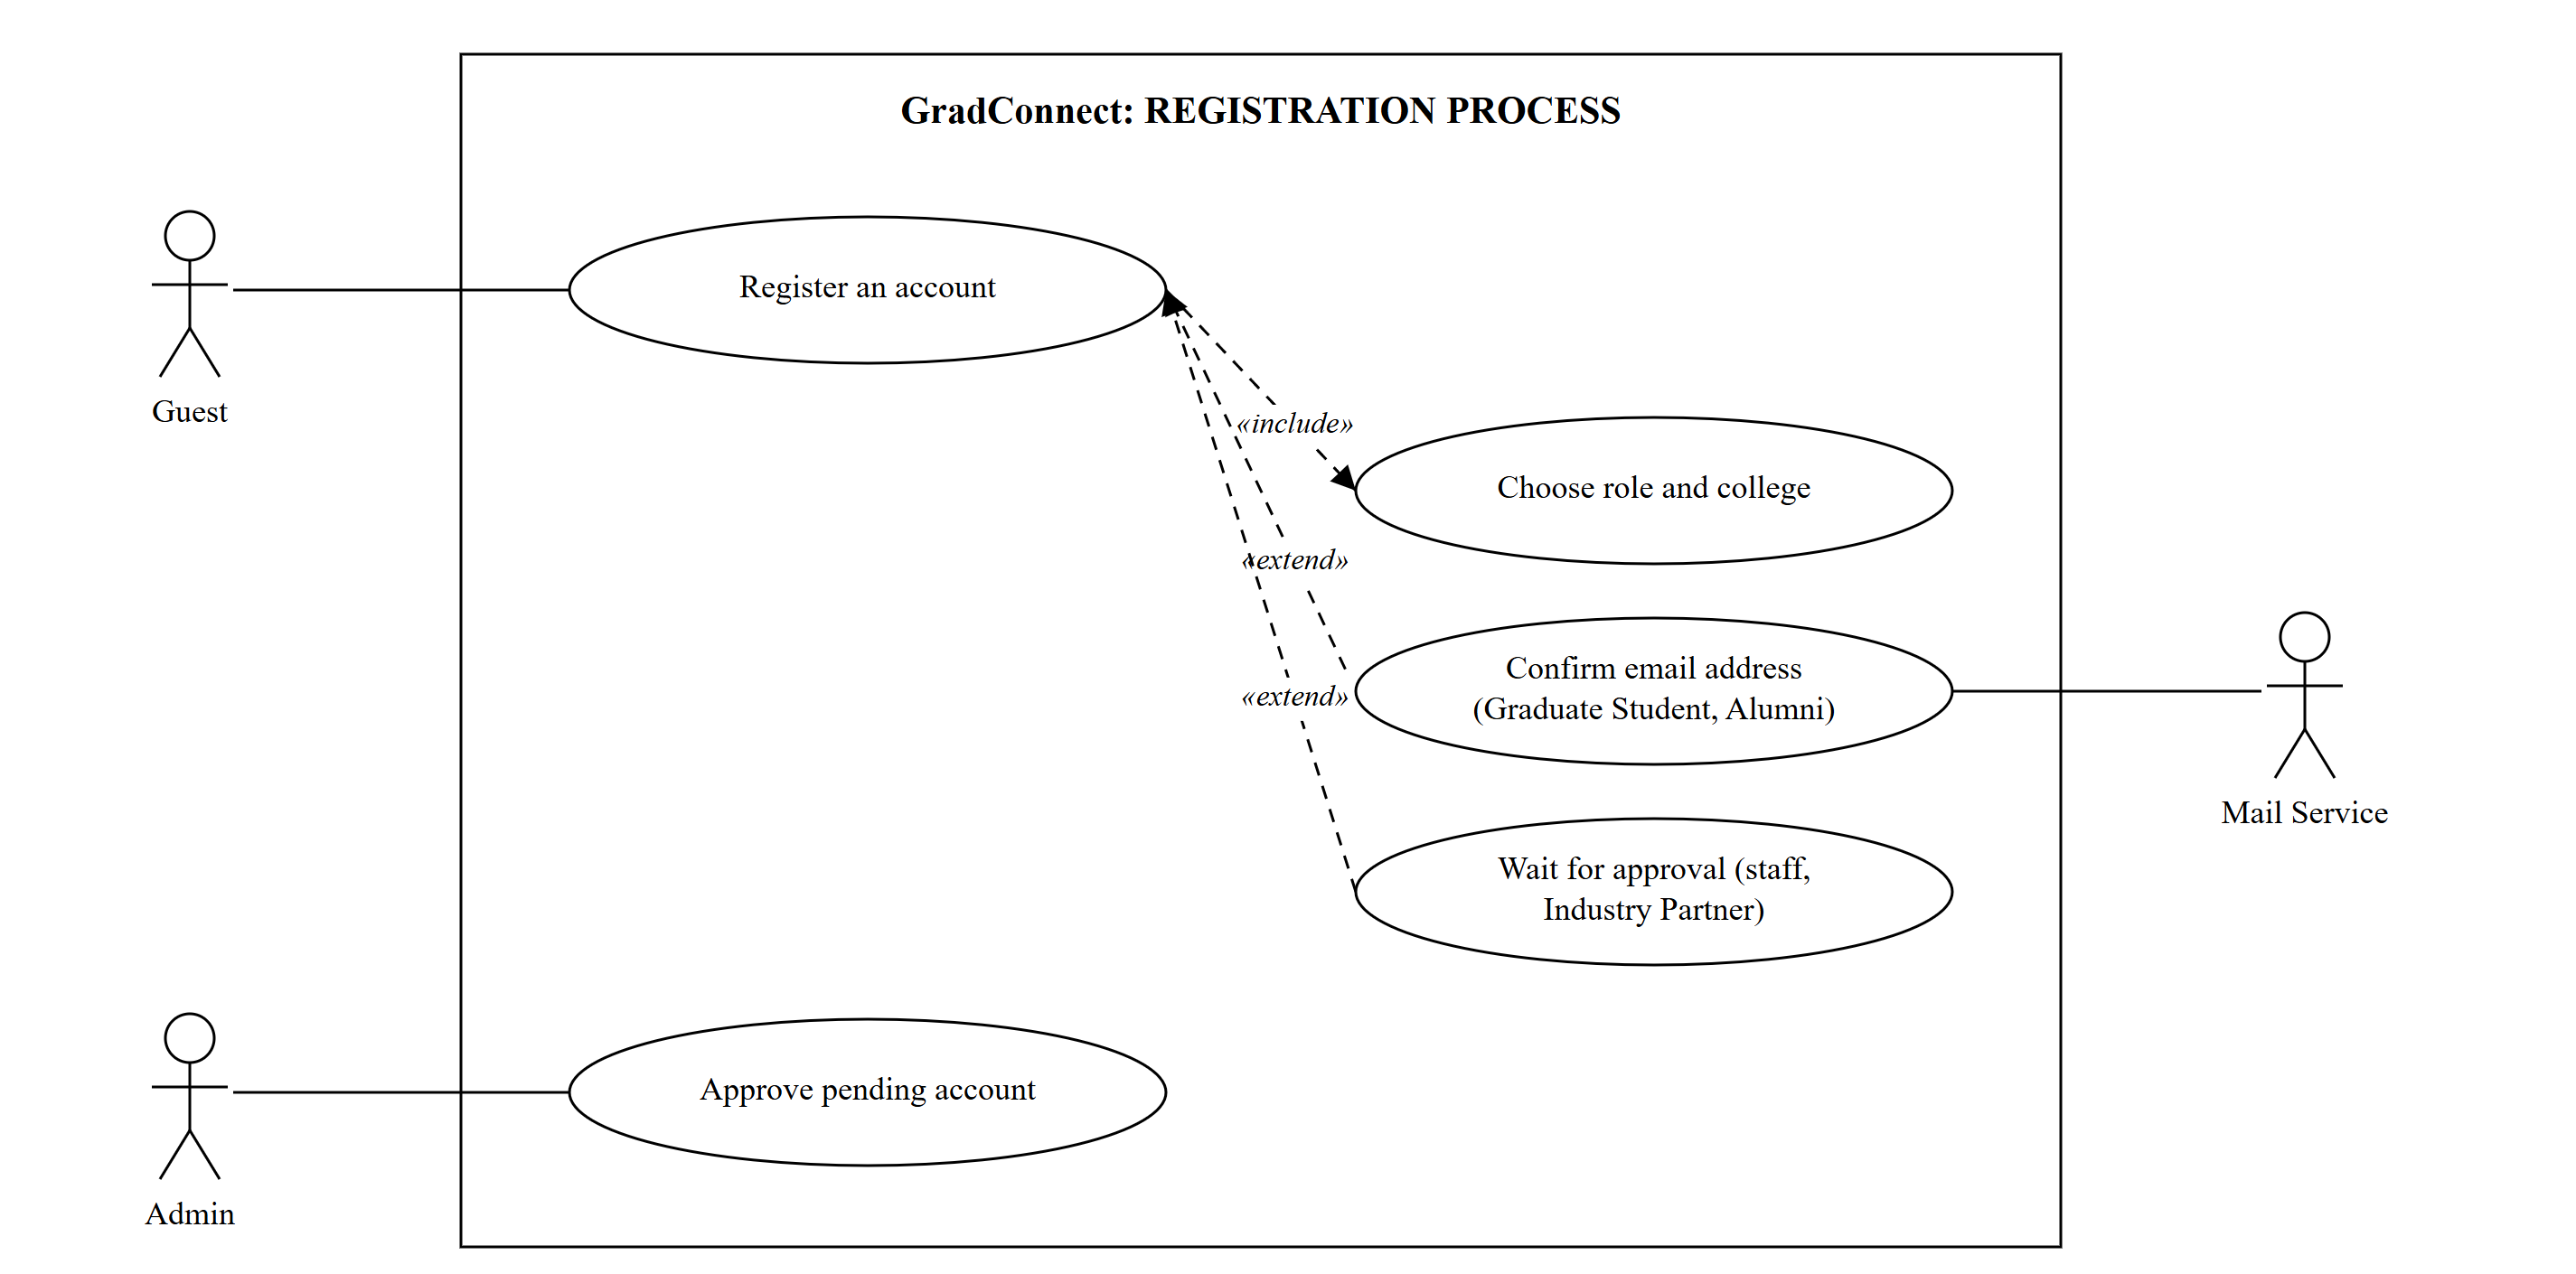 GradConnect: REGISTRATION PROCESS
Register an account
Guest
«include»
Choose role and college
«extend»
Confirm email address
(Graduate Student, Alumni)
«extend»
Mail Service
Wait for approval (staff,
Industry Partner)
Approve pending account
Admin